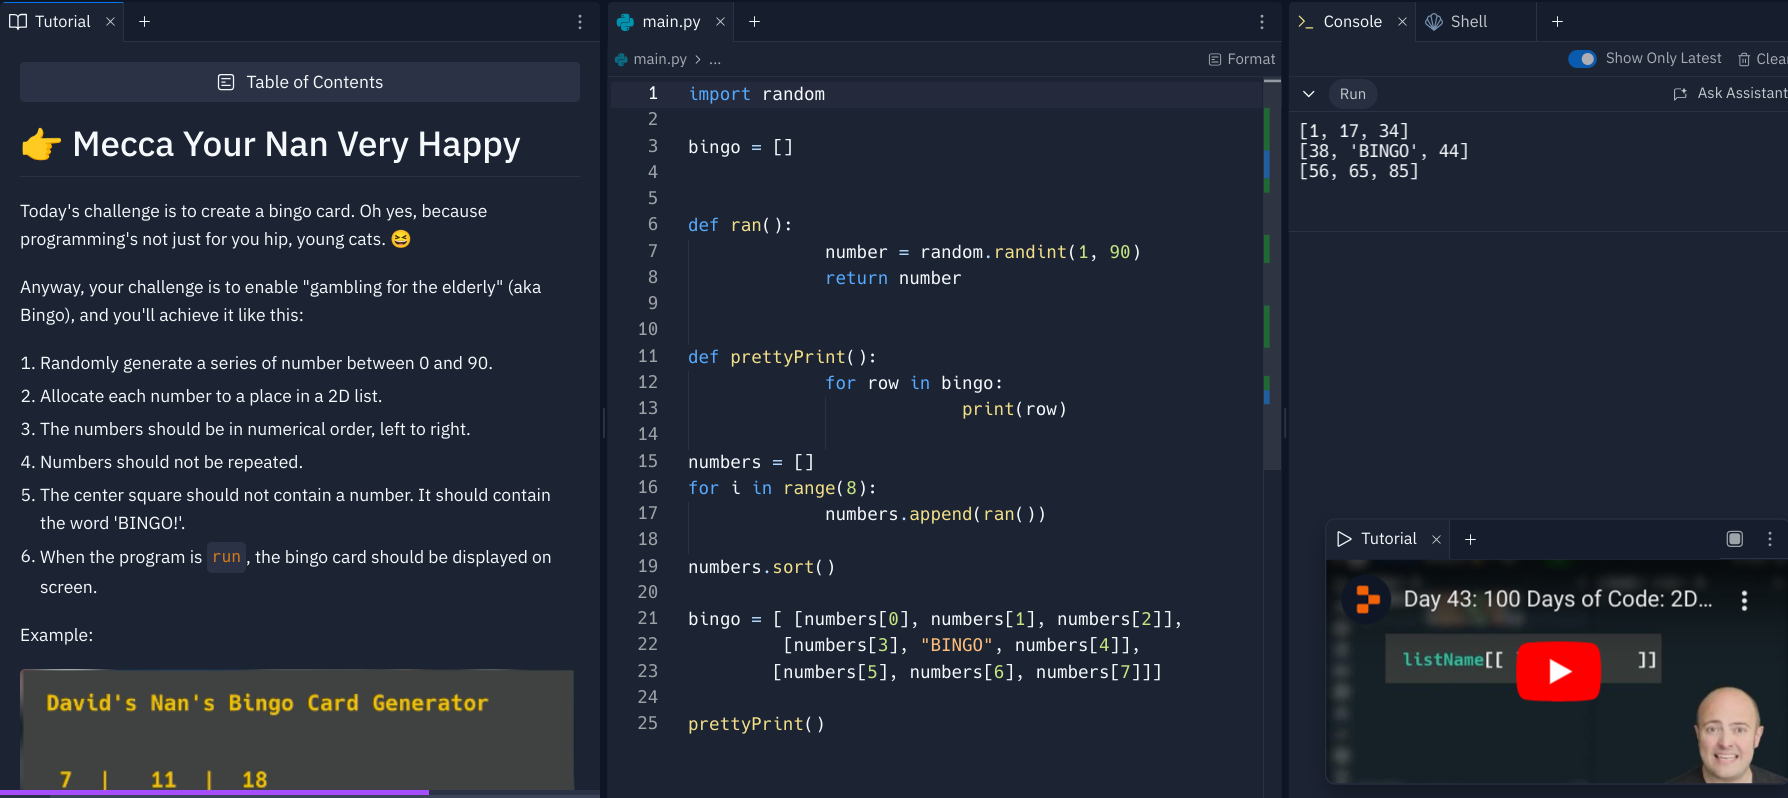 Tutorial
Table of Contents
👉 Mecca Your Nan Very Happy
Today's challenge is to create a bingo card. Oh yes, because
programming's not just for you hip, young cats. 😆
Anyway, your challenge is to enable "gambling for the elderly" (aka
Bingo), and you'll achieve it like this:
1. Randomly generate a series of number between 0 and 90.
2. Allocate each number to a place in a 2D list.
3. The numbers should be in numerical order, left to right.
4. Numbers should not be repeated.
5. The center square should not contain a number. It should contain
the word 'BINGO!'.
6. When the program is run, the bingo card should be displayed on
screen.
Example:
David's Nan's Bingo Card Generator
7 | 11 | 18
main.py
main.py > ...
Format
1 import random
2
3 bingo = []
4
5
6 def ran():
7 number = random.randint(1, 90)
8 return number
9
10
11 def prettyPrint():
12 for row in bingo:
13 print(row)
14
15 numbers = []
16 for i in range(8):
17 numbers.append(ran())
18
19 numbers.sort()
20
21 bingo = [ [numbers[0], numbers[1], numbers[2]],
22 [numbers[3], "BINGO", numbers[4]],
23 [numbers[5], numbers[6], numbers[7]]]
24
25 prettyPrint()
Console
Shell
Show Only Latest
Clea
Run
Ask Assistant
[1, 17, 34]
[38, 'BINGO', 44]
[56, 65, 85]
Tutorial
Day 43: 100 Days of Code: 2D...
listName[[ ]]